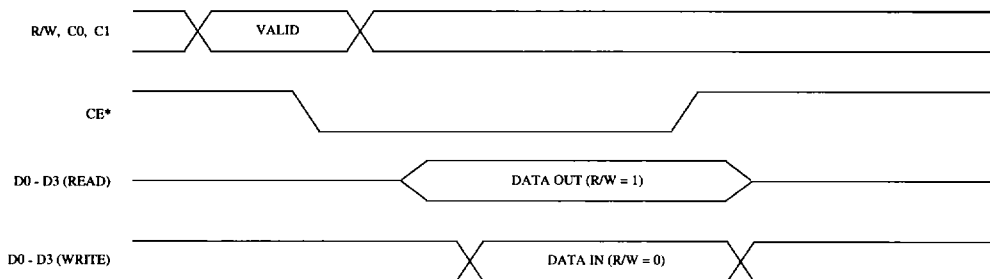 R/W, C0, C1 VALID
CE*
D0 - D3 (READ) DATA OUT (R/W = 1)
D0 - D3 (WRITE) DATA IN (R/W = 0)